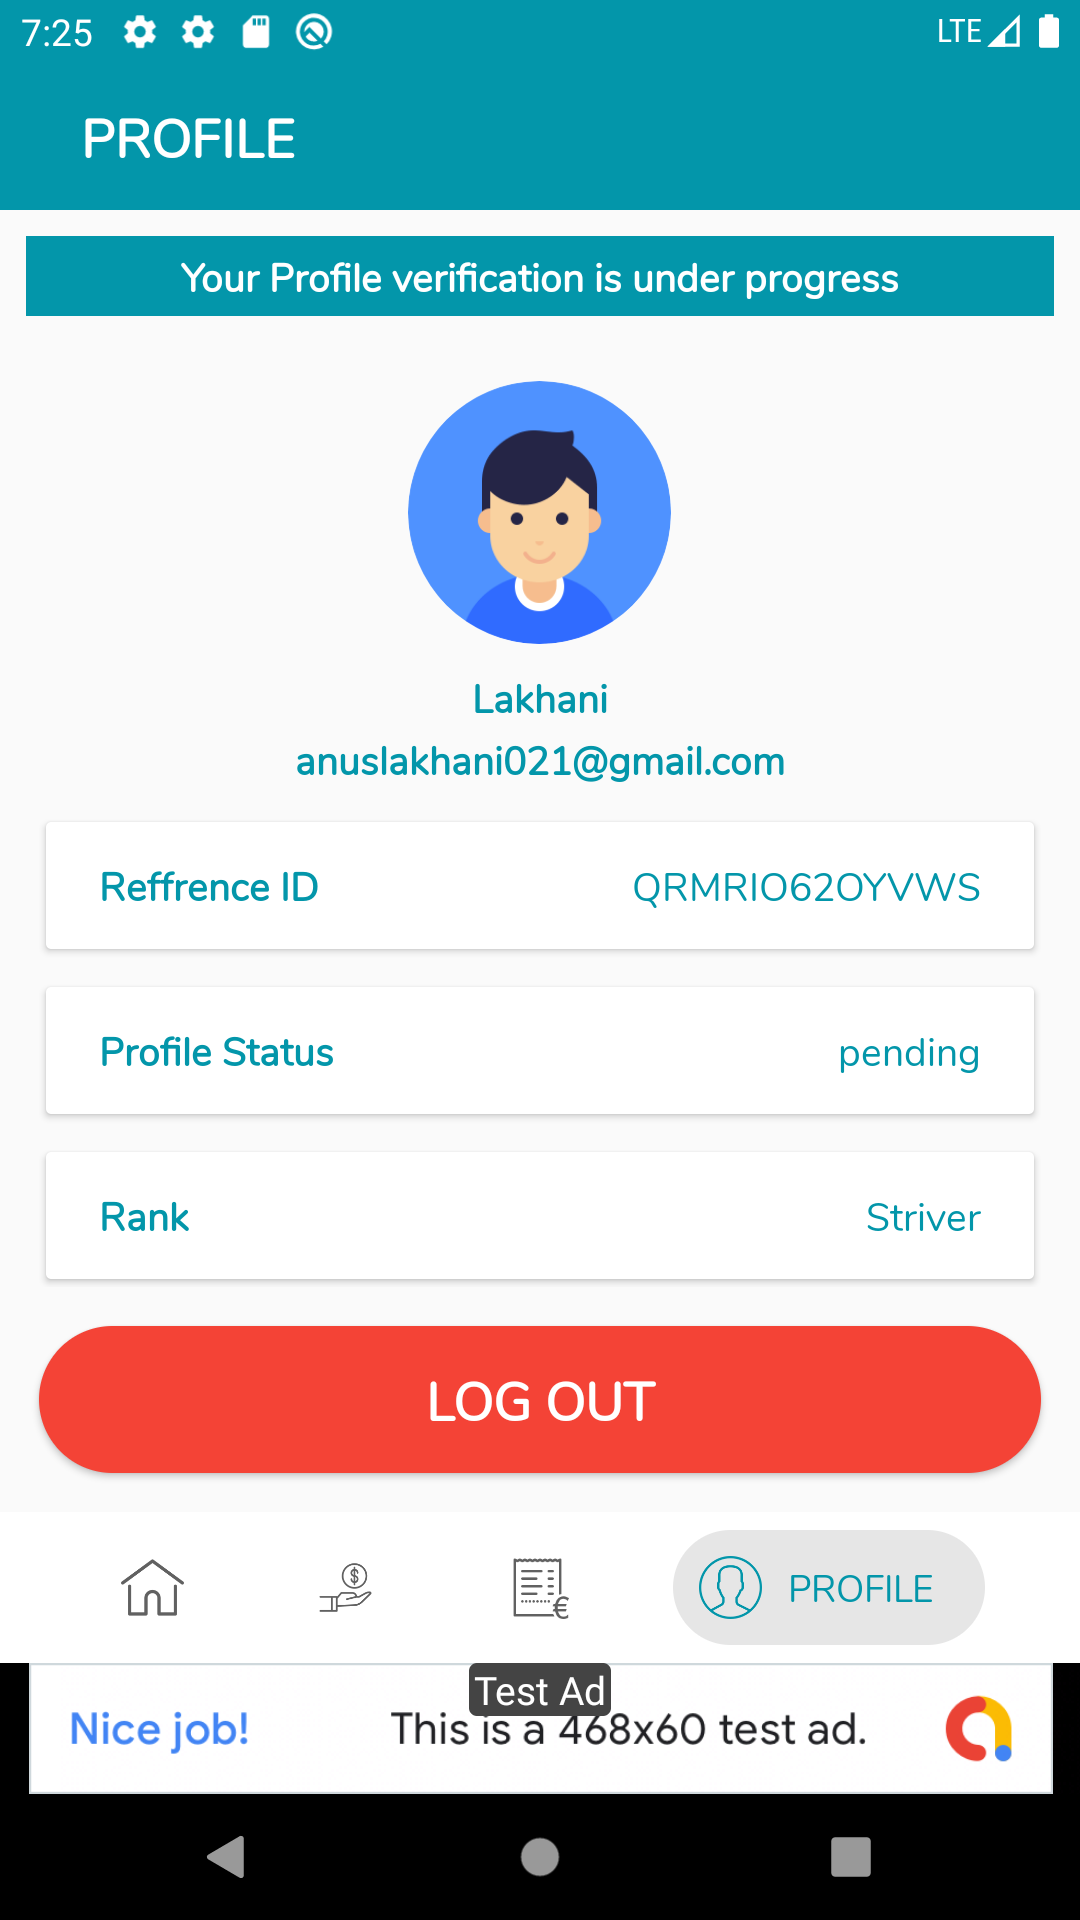 7:25
LTE
PROFILE
Your Profile verification is under progress
Lakhani
anuslakhani021@gmail.com
Reffrence ID QRMRIO62OYVWS
Profile Status pending
Rank Striver
LOG OUT
PROFILE
Test Ad
Nice job! This is a 468x60 test ad.